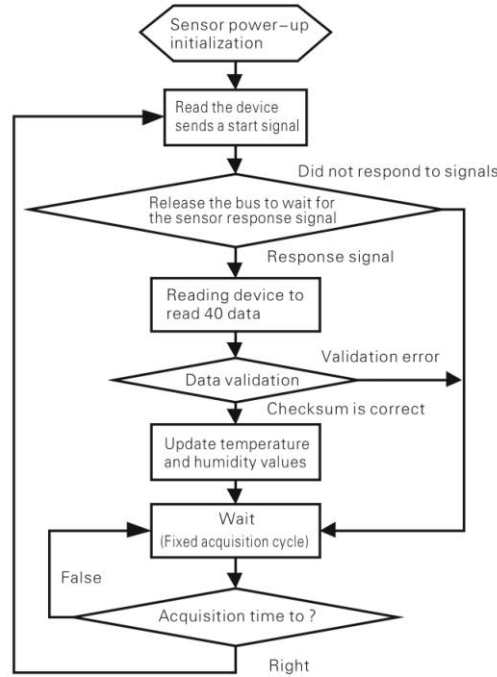 Sensor power-up
initialization
Read the device
sends a start signal
Did not respond to signals
Release the bus to wait for
the sensor response signal
Response signal
Reading device to
read 40 data
Validation error
Data validation
Checksum is correct
Update temperature
and humidity values
Wait
(Fixed acquisition cycle)
False
Acquisition time to ?
Right